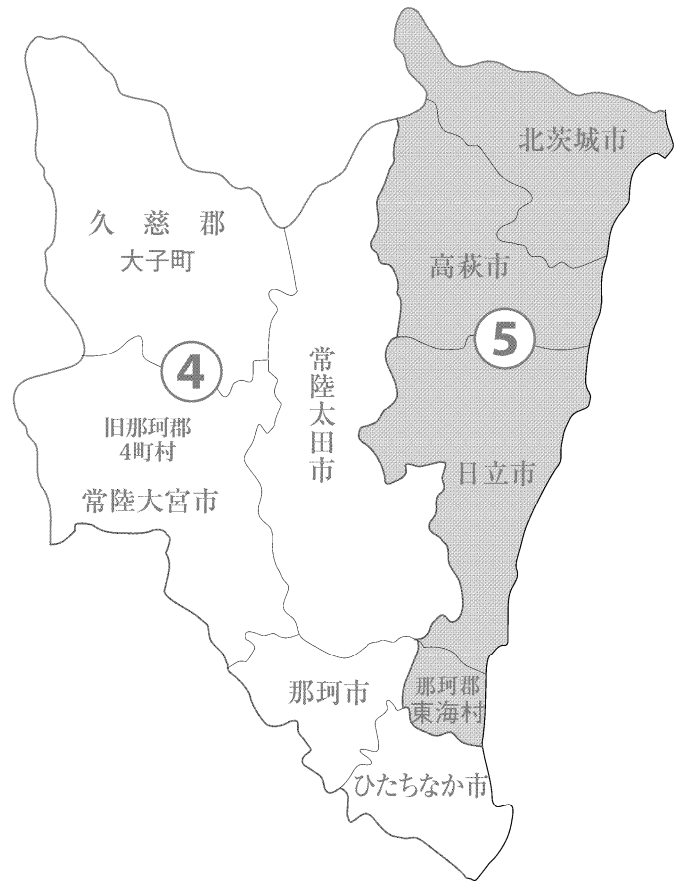 北茨城市
久慈郡
大子町
高萩市
5
4
常陸太田市
旧那珂郡
4町村
日立市
常陸大宮市
那珂郡
東海村
那珂市
ひたちなか市